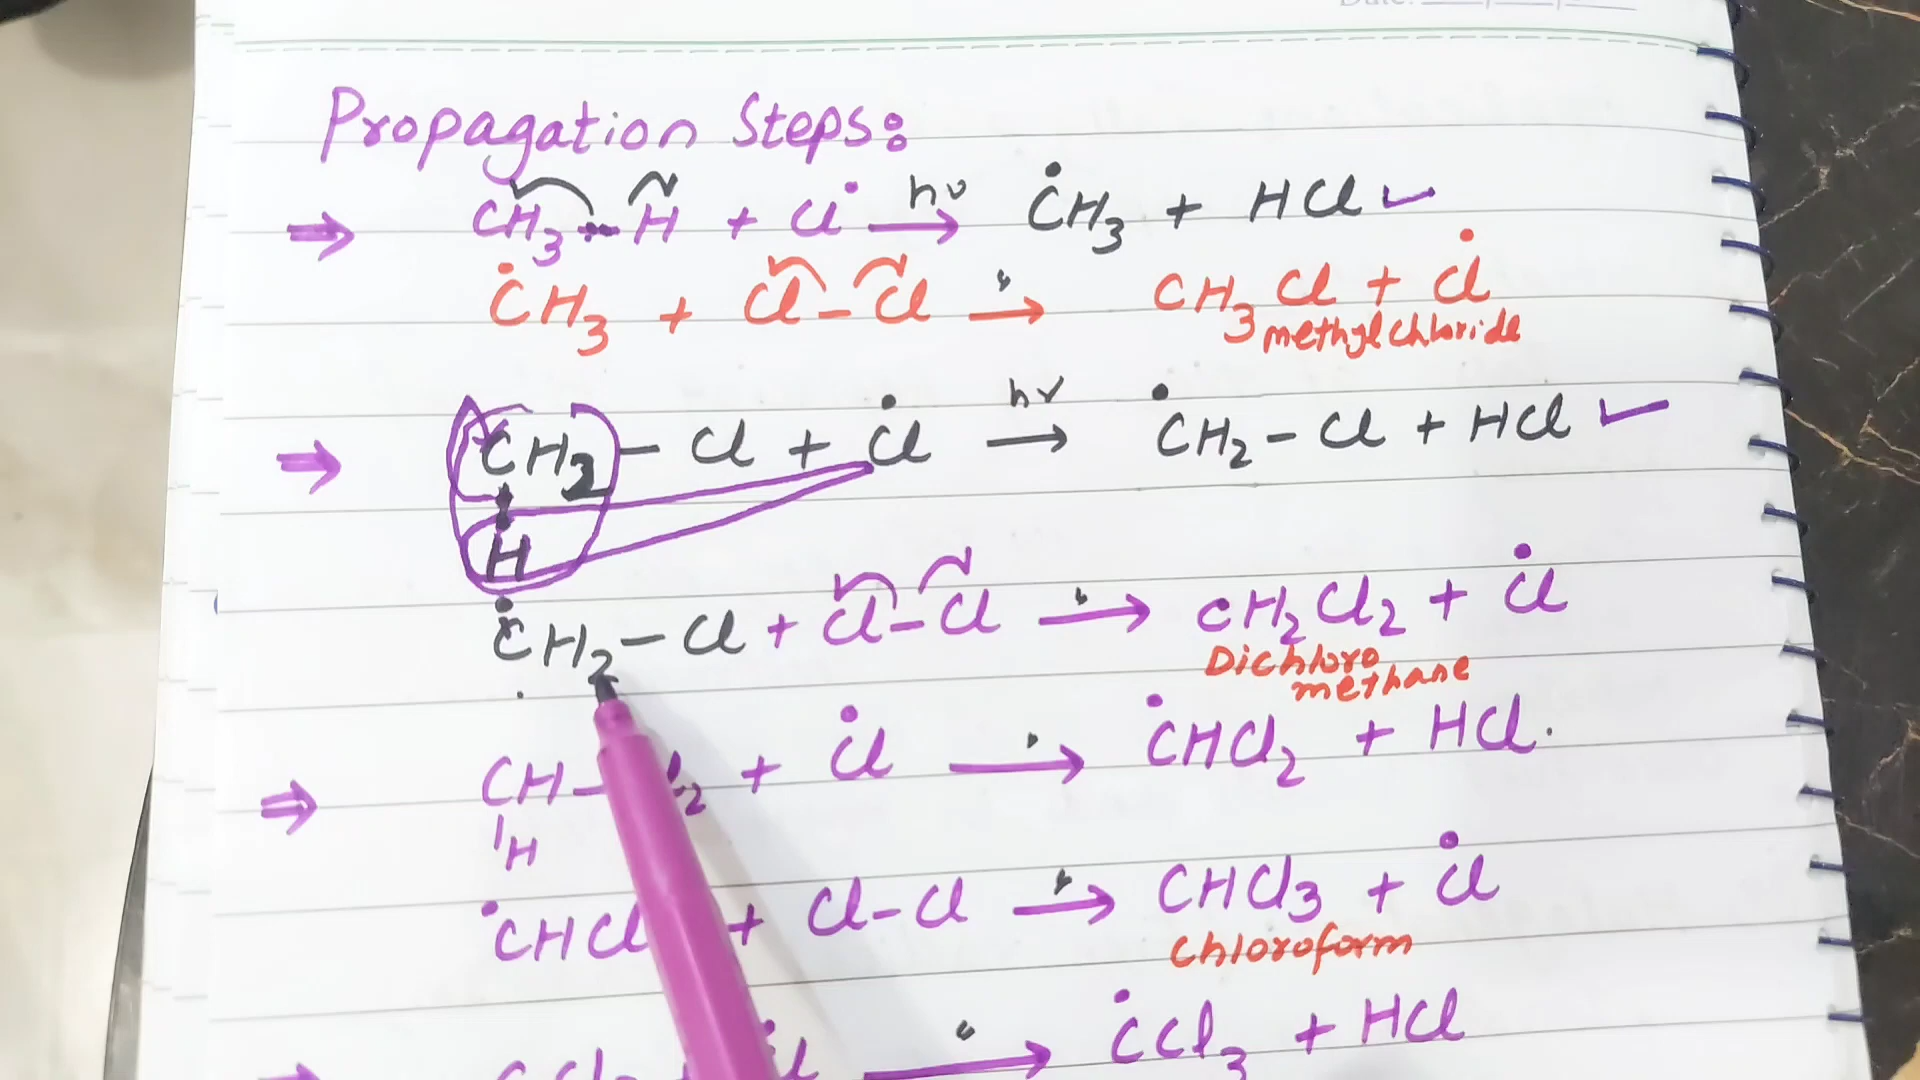 Date:
Propagation Steps:
⇒ CH₃–H + Cl• hν→ •CH₃ + HCl ✓
•CH₃ + Cl–Cl → CH₃Cl + Cl•
methyl chloride
⇒ CH₂–Cl + Cl• hν→ •CH₂–Cl + HCl ✓
H
•CH₂–Cl + Cl–Cl → CH₂Cl₂ + Cl•
Dichloro
methane
⇒ CH– ₂ + Cl• → •CHCl₂ + HCl.
H
•CHCl + Cl–Cl → CHCl₃ + Cl•
Chloroform
⇒ → •CCl₃ + HCl